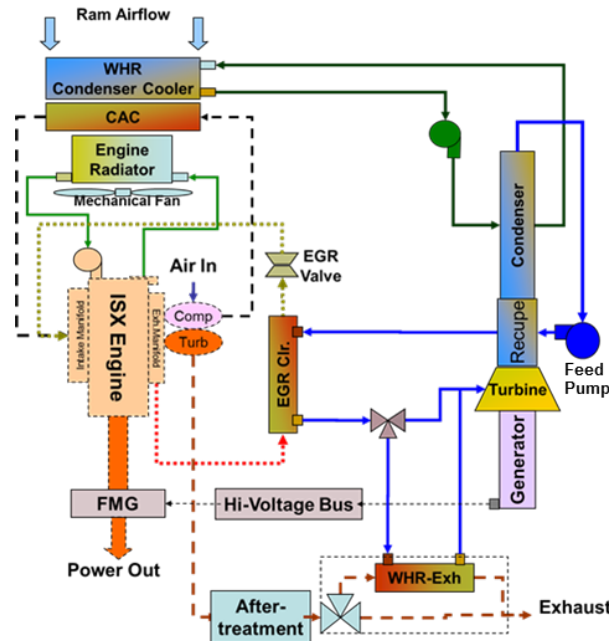 Ram Airflow
WHR
Condenser Cooler
CAC
Engine
Radiator
Mechanical Fan
EGR
Valve
Air In
Comp
Turb
Intake Manifold
ISX Engine
Exh Manifold
EGR Clr.
Condenser
Recupe
Feed
Pump
Turbine
Generator
FMG
Hi-Voltage Bus
Power Out
WHR-Exh
After-
treatment
Exhaust